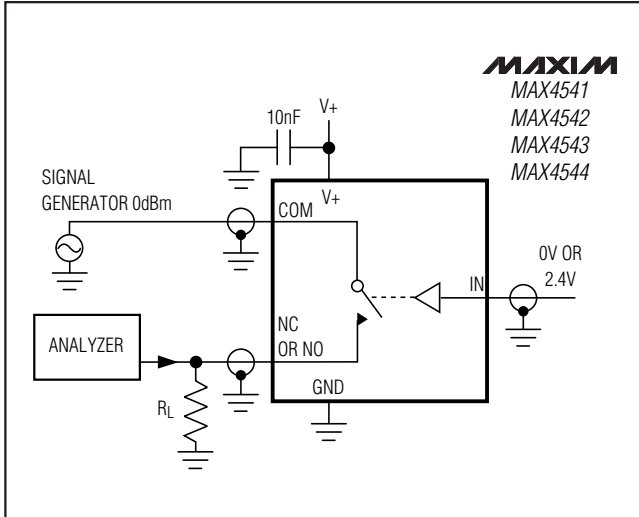 MAXIM
MAX4541
MAX4542
MAX4543
MAX4544
10nF
V+
V+
SIGNAL
GENERATOR 0dBm
COM
0V OR
2.4V
IN
NC
OR NO
ANALYZER
GND
RL